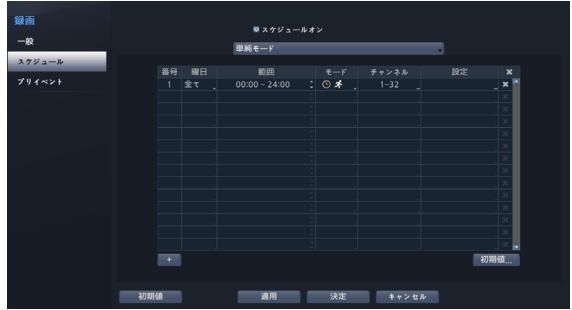 録画
一般
スケジュール
プリイベント
スケジュールオン
単純モード
番号 曜日 範囲 モード チャンネル 設定 ✖
1 全て 00:00 ~ 24:00 1~32 ✖
+
初期値...
初期値 適用 決定 キャンセル